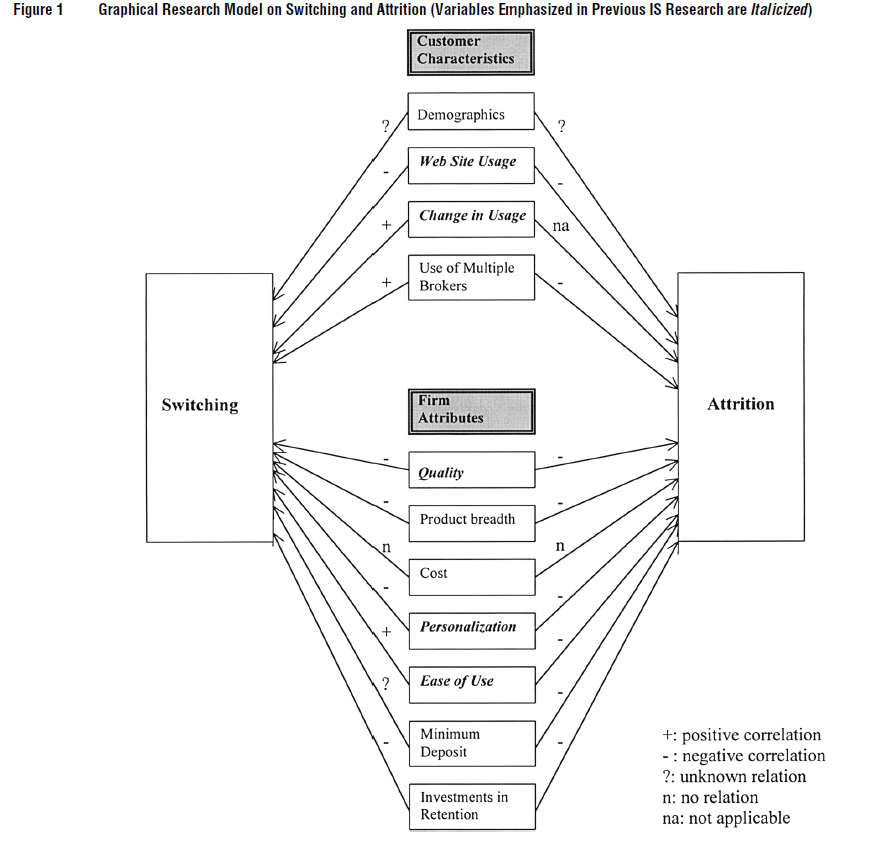 Figure 1 Graphical Research Model on Switching and Attrition (Variables Emphasized in Previous IS Research are Italicized)
Customer
Characteristics
Demographics
? ?
Web Site Usage
- -
Change in Usage
+ na
Use of Multiple
Brokers
+ -
Switching
Attrition
Firm
Attributes
- -
Quality
- -
Product breadth
n n
Cost
- -
Personalization
+ -
Ease of Use
? -
Minimum
Deposit
- -
Investments in
Retention
+: positive correlation
- : negative correlation
?: unknown relation
n: no relation
na: not applicable